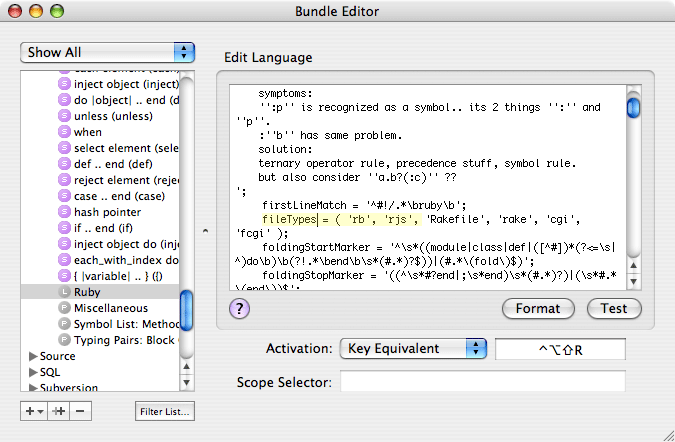 Bundle Editor
Show All
each element (each)
inject object (inject)
do |object| .. end (d
unless (unless)
when
select element (sele
def .. end (def)
reject element (rejec
case .. end (case)
hash pointer
if .. end (if)
inject object do (inje
each_with_index do
{ |variable| .. } ({)
Ruby
Miscellaneous
Symbol List: Method
Typing Pairs: Block
Source
SQL
Subversion
Filter List...
Edit Language
symptoms:
'':p'' is recognized as a symbol.. its 2 things '':'' and
''p''.
:''b'' has same problem.
solution:
ternary operator rule, precedence stuff, symbol rule.
but also consider ''a.b?(:c)'' ??
';
firstLineMatch = '^#!/.*\bruby\b';
fileTypes = ( 'rb', 'rjs', 'Rakefile', 'rake', 'cgi',
'fcgi' );
foldingStartMarker = '^\s*((module|class|def|([^#])*(?<=\s|
^)do\b)\b(?!.*\bend\b\s*(#.*)?$))|(#.*\(fold\)$)';
foldingStopMarker = '((^\s*#?end|;\s*end)\s*(#.*)?)|(\s*#.*
\(end\))$';
?
Format
Test
Activation:
Key Equivalent
^⌥⇧R
Scope Selector: